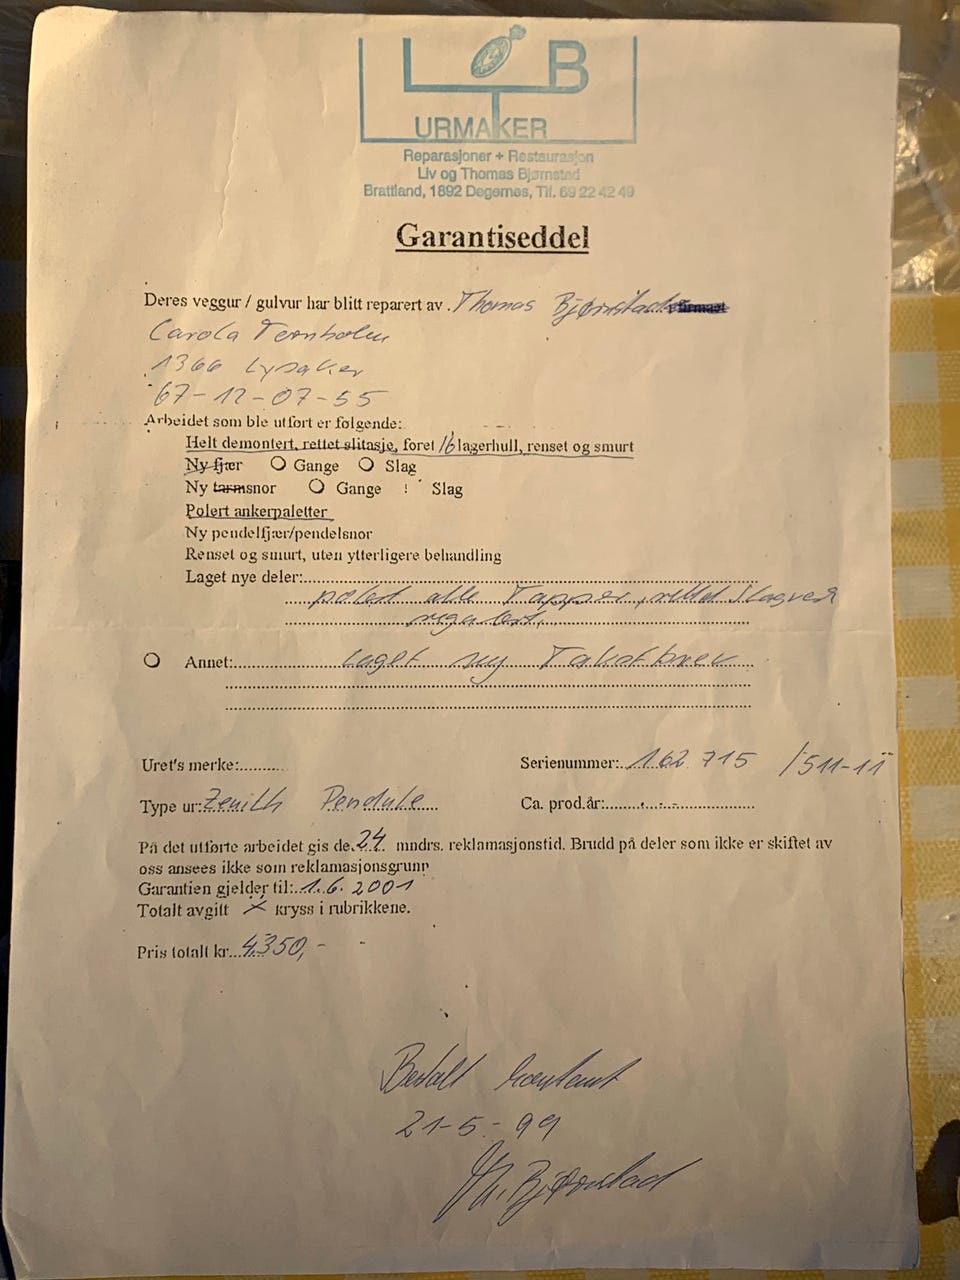 L B
URMAKER
Reparasjoner + Restaurasjon
Liv og Thomas Bjørnstad
Brattland, 1892 Degernes, Tlf. 69 22 42 49
Garantiseddel
Deres veggur / gulvur har blitt reparert av . Thomas Bjørnstad
Carola
1366 Lysaker
67-12-07-55
Arbeidet som ble utført er følgende:
Helt demontert, rettet slitasje, foret 16 lagerhull, renset og smurt
Ny fjær Gange Slag
Ny tarmsnor Gange Slag
Polert ankerpaletter
Ny pendelfjær/pendelsnor
Renset og smurt, uten ytterligere behandling
Laget nye deler:
polert alle Tapper, rettet Slagverk
regulert.
Annet: Laget ny
Uret's merke: Serienummer: 162 715 /511-11
Type ur: Zenith Pendule Ca. prod.år:
På det utførte arbeidet gis de 24 mndrs. reklamasjonstid. Brudd på deler som ikke er skiftet av
oss ansees ikke som reklamasjonsgrunn
Garantien gjelder til: 1.6.2001
Totalt avgitt X kryss i rubrikkene.
Pris totalt kr 4350,-
Betalt kontant
21-5-99
Th. Bjørnstad